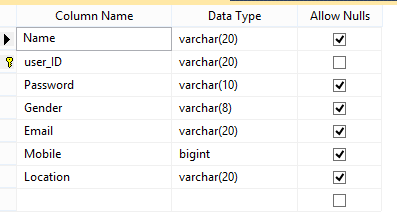 Column Name Data Type Allow Nulls
Name varchar(20)
user_ID varchar(20)
Password varchar(10)
Gender varchar(8)
Email varchar(20)
Mobile bigint
Location varchar(20)